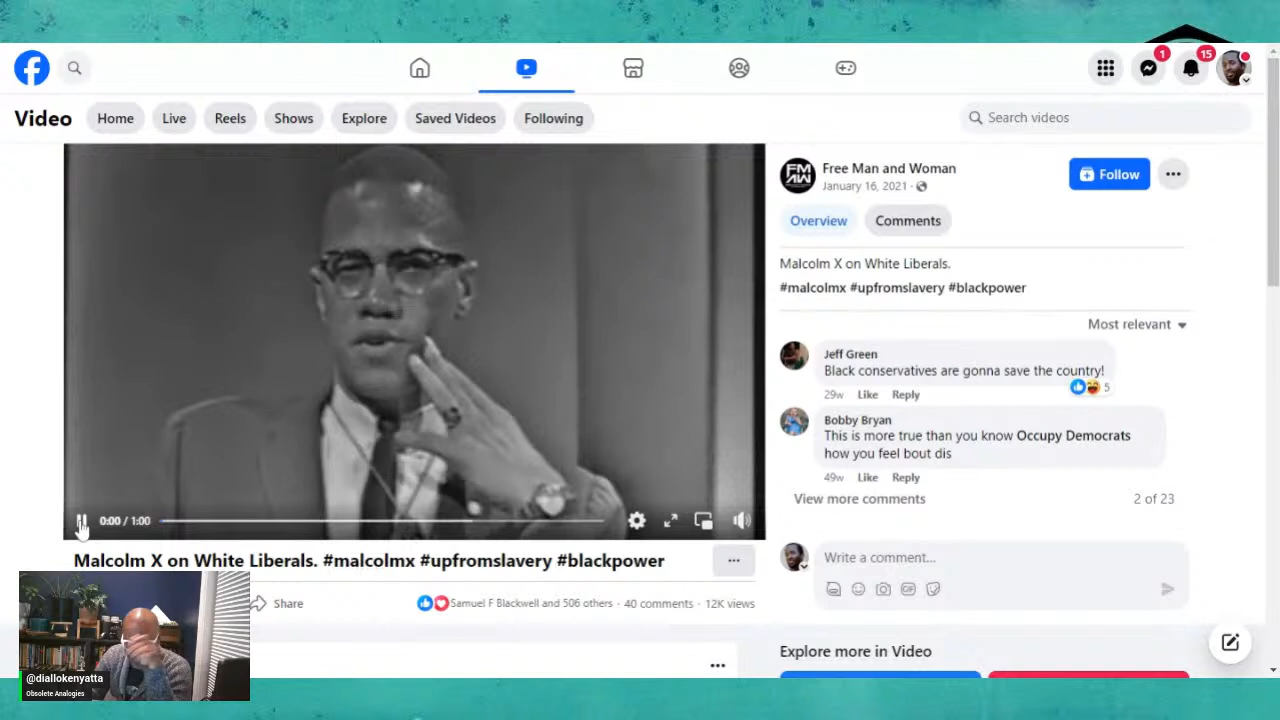 1
15
Video
Home
Live
Reels
Shows
Explore
Saved Videos
Following
Search videos
FM
AW
Free Man and Woman
January 16, 2021 ·
Follow
Overview
Comments
Malcolm X on White Liberals.
#malcolmx #upfromslavery #blackpower
Most relevant
Jeff Green
Black conservatives are gonna save the country!
5
29w Like Reply
Bobby Bryan
This is more true than you know Occupy Democrats
how you feel bout dis
49w Like Reply
View more comments
2 of 23
0:00 / 1:00
Malcolm X on White Liberals. #malcolmx #upfromslavery #blackpower
Write a comment...
GIF
Share
Samuel F Blackwell and 506 others · 40 comments · 12K views
Explore more in Video
@diallokenyatta
Obsolete Analogies